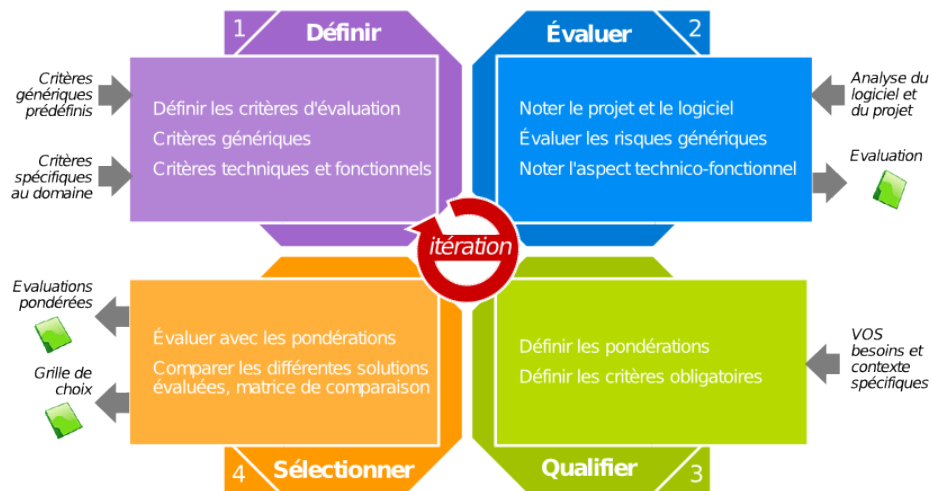 1
Définir
Critères
génériques
prédéfinis
Critères
spécifiques
au domaine
Définir les critères d'évaluation
Critères génériques
Critères techniques et fonctionnels
Évaluer
2
Noter le projet et le logiciel
Évaluer les risques génériques
Noter l'aspect technico-fonctionnel
Analyse du
logiciel et
du projet
Evaluation
itération
Evaluations
pondérées
Grille de
choix
Évaluer avec les pondérations
Comparer les différentes solutions
évaluées, matrice de comparaison
4
Sélectionner
Définir les pondérations
Définir les critères obligatoires
VOS
besoins et
contexte
spécifiques
Qualifier
3